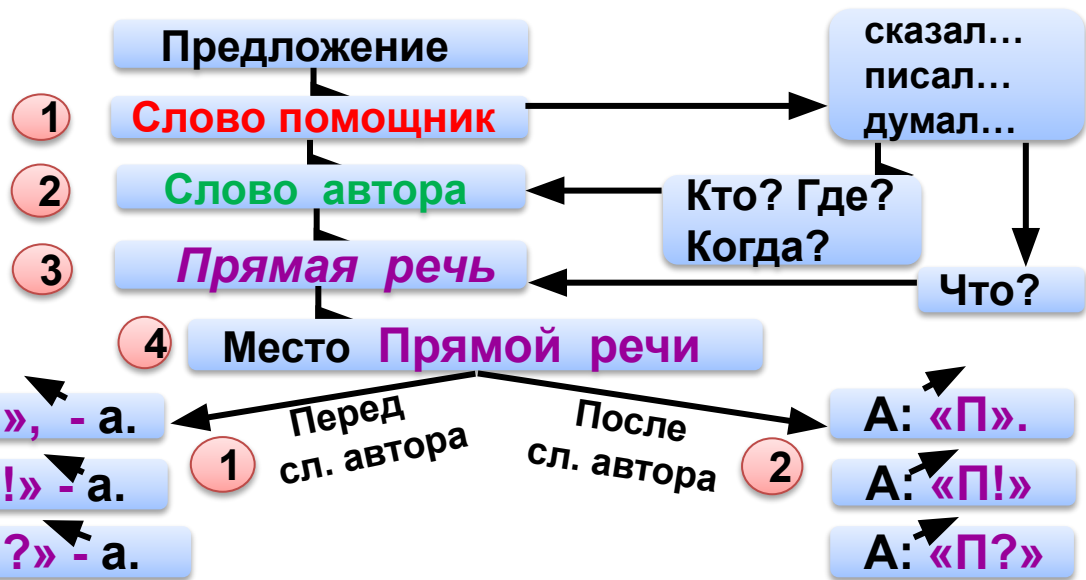 Предложение
сказал…
писал…
думал…
1
Слово помощник
2
Слово автора
Кто? Где?
Когда?
3
Прямая речь
Что?
4
Место Прямой речи
Перед
сл. автора
1
После
сл. автора
2
», - а.
!» - а.
?» - а.
А: «П».
А: «П!»
А: «П?»